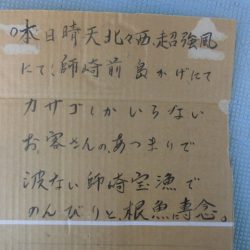 ○本日晴天北々西、超強風
にて、師崎前島かげにて
カサゴしかいらない
お客さんの、あつまりで
波ない師崎宝漁で
のんびりと、根魚に専念。